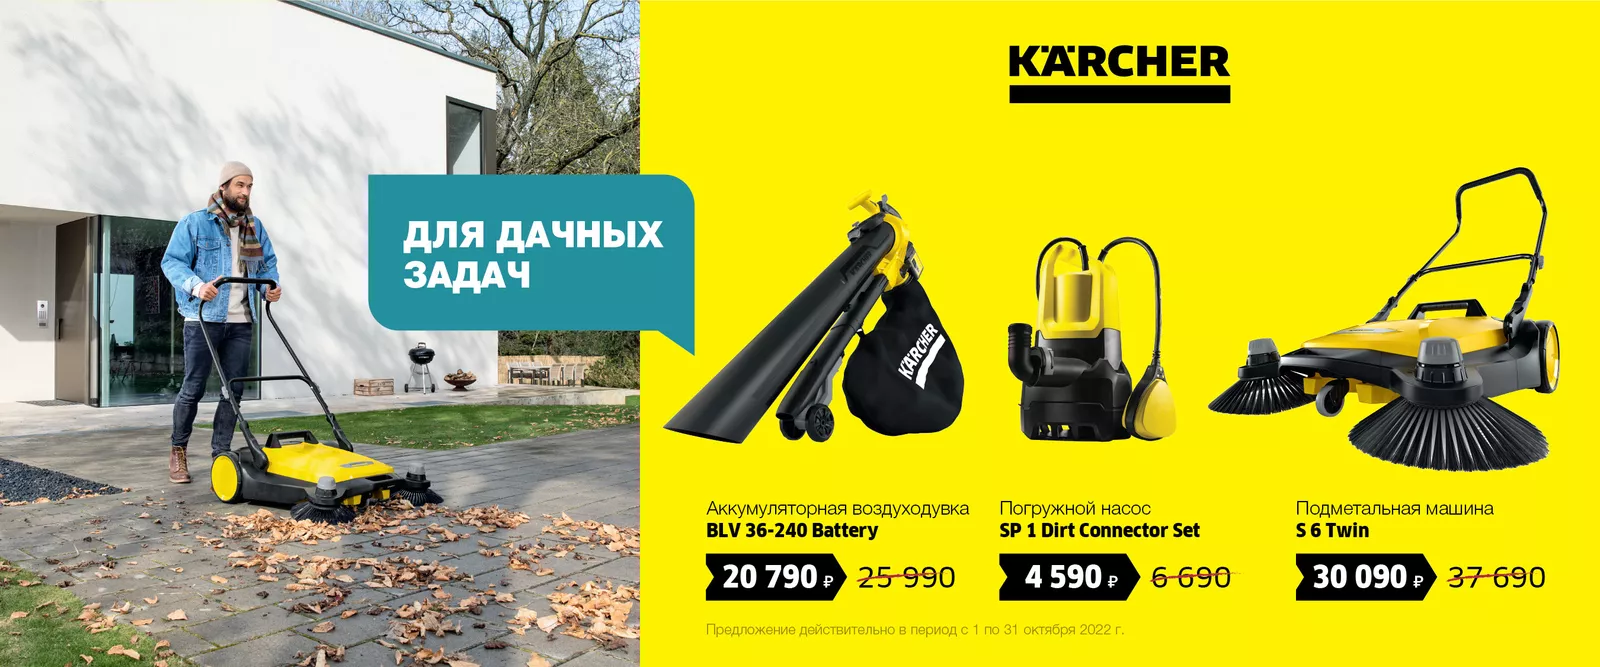 KÄRCHER
ДЛЯ ДАЧНЫХ
ЗАДАЧ
KÄRCHER
Аккумуляторная воздуходувка
BLV 36-240 Battery
20 790 ₽ 25 990
Погружной насос
SP 1 Dirt Connector Set
4 590 ₽ 6 690
Подметальная машина
S 6 Twin
30 090 ₽ 37 690
Предложение действительно в период с 1 по 31 октября 2022 г.